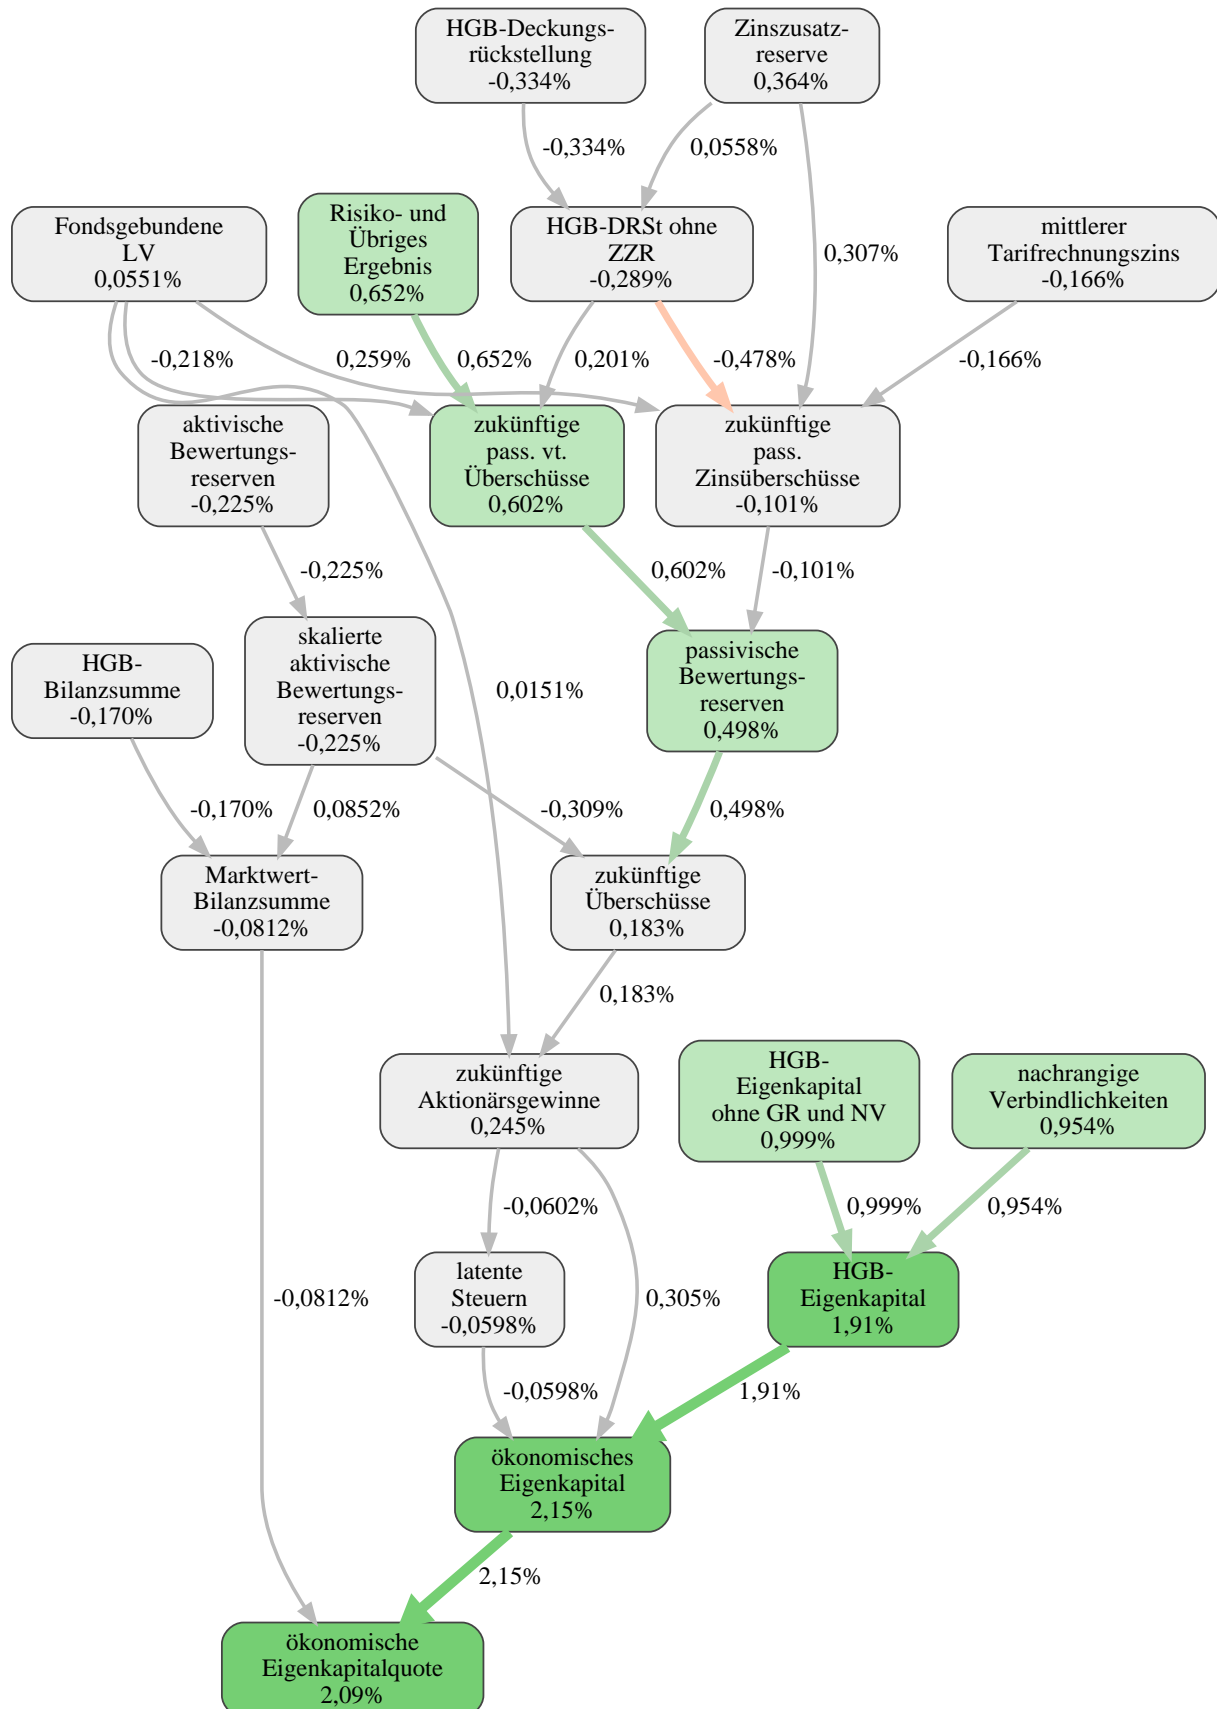 HGB-Deckungs-
rückstellung
-0,334%
Zinszusatz-
reserve
0,364%
-0,334%
0,0558%
Fondsgebundene
LV
0,0551%
Risiko- und
Übriges
Ergebnis
0,652%
HGB-DRSt ohne
ZZR
-0,289%
0,307%
mittlerer
Tarifrechnungszins
-0,166%
-0,218%
0,259%
0,652%
0,201%
-0,478%
-0,166%
aktivische
Bewertungs-
reserven
-0,225%
zukünftige
pass. vt.
Überschüsse
0,602%
zukünftige
pass.
Zinsüberschüsse
-0,101%
-0,225%
0,602%
-0,101%
HGB-
Bilanzsumme
-0,170%
skalierte
aktivische
Bewertungs-
reserven
-0,225%
0,0151%
passivische
Bewertungs-
reserven
0,498%
-0,170%
0,0852%
-0,309%
0,498%
Marktwert-
Bilanzsumme
-0,0812%
zukünftige
Überschüsse
0,183%
0,183%
zukünftige
Aktionärsgewinne
0,245%
HGB-
Eigenkapital
ohne GR und NV
0,999%
nachrangige
Verbindlichkeiten
0,954%
-0,0602%
0,999%
0,954%
-0,0812%
latente
Steuern
-0,0598%
0,305%
HGB-
Eigenkapital
1,91%
-0,0598%
1,91%
ökonomisches
Eigenkapital
2,15%
2,15%
ökonomische
Eigenkapitalquote
2,09%